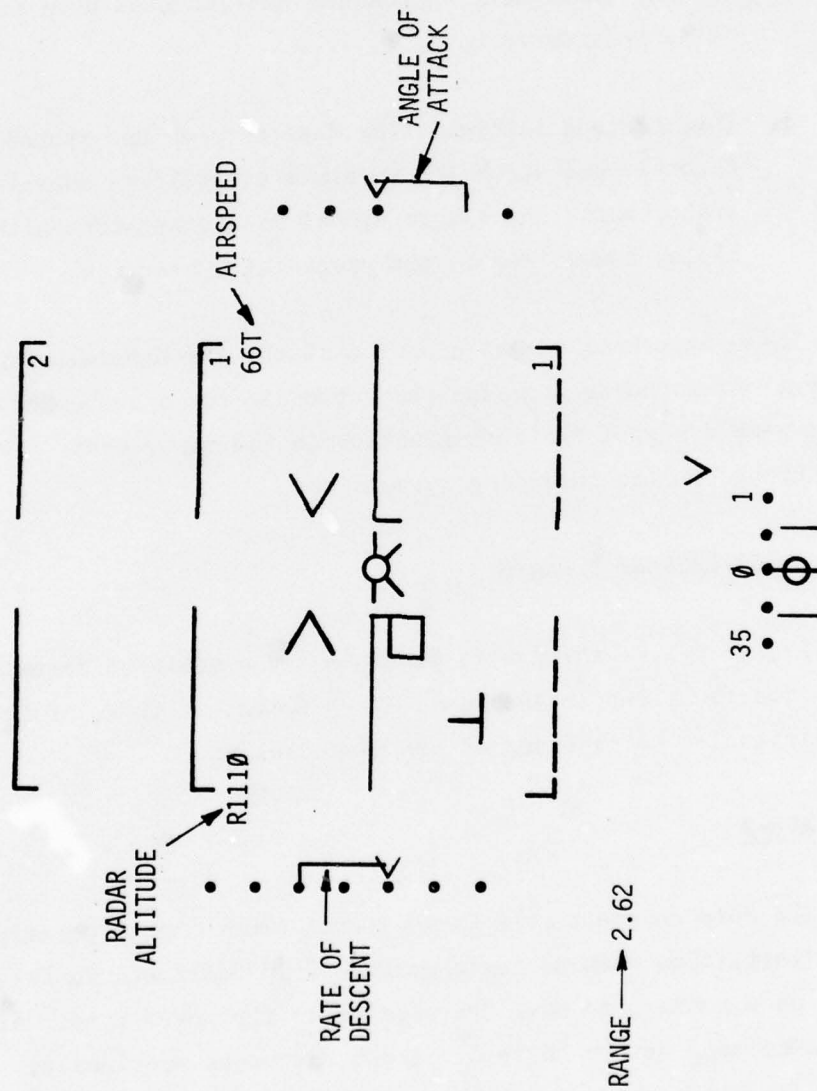 2
RADAR
ALTITUDE
1
AIRSPEED
R111Ø
66T
RATE OF
DESCENT
ANGLE OF
ATTACK
1
RANGE → 2.62
35 Ø 1